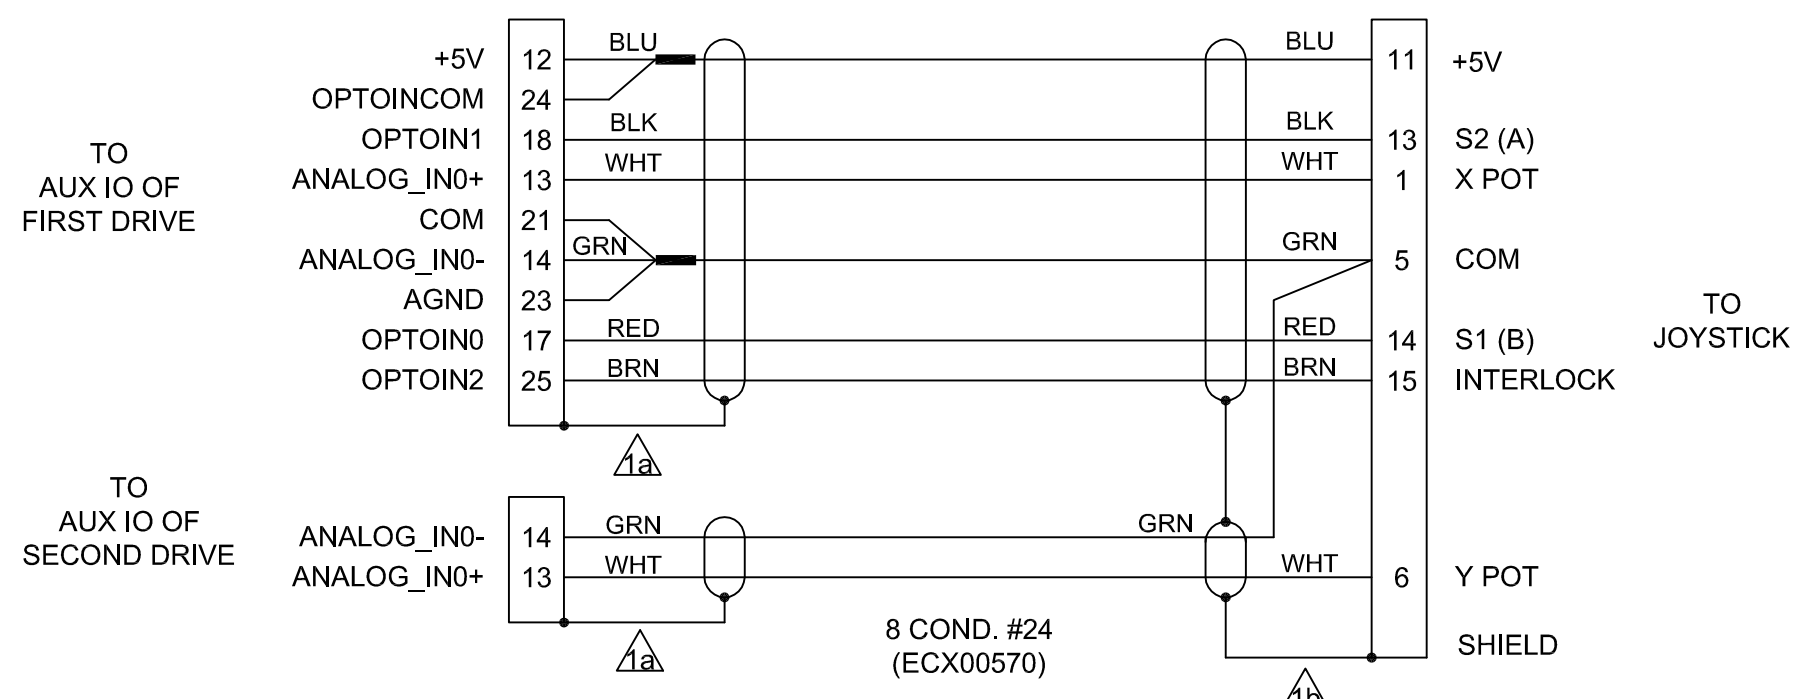 BLU
BLU
+5V 12
11 +5V
OPTOINCOM 24
BLK
BLK
OPTOIN1 18
13 S2 (A)
TO
AUX IO OF
FIRST DRIVE
WHT
WHT
ANALOG_IN0+ 13
1 X POT
COM 21
GRN
GRN
ANALOG_IN0- 14
5 COM
AGND 23
TO
JOYSTICK
RED
RED
OPTOIN0 17
14 S1 (B)
BRN
BRN
OPTOIN2 25
15 INTERLOCK
1a
TO
AUX IO OF
SECOND DRIVE
GRN
GRN
ANALOG_IN0- 14
WHT
WHT
ANALOG_IN0+ 13
6 Y POT
8 COND. #24
(ECX00570)
SHIELD
1a
1b